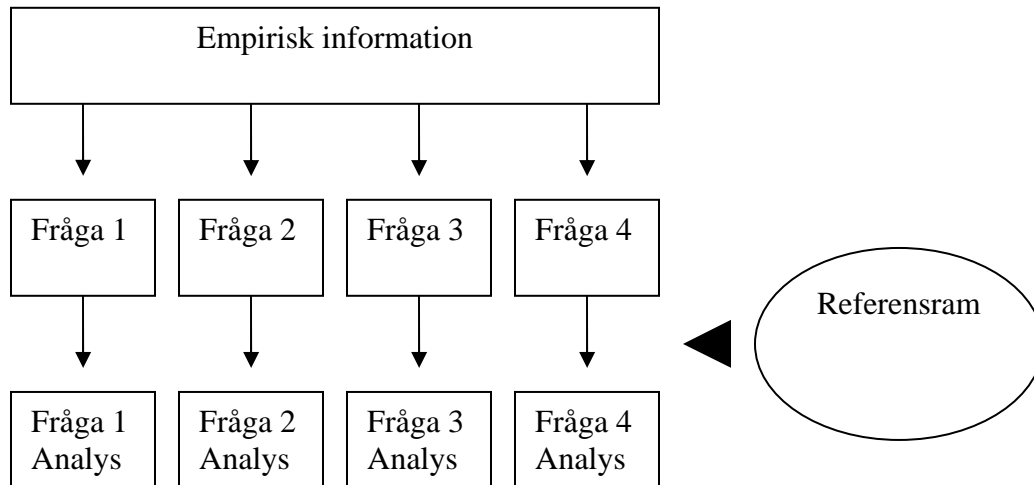 Empirisk information
Fråga 1
Fråga 2
Fråga 3
Fråga 4
Referensram
Fråga 1
Analys
Fråga 2
Analys
Fråga 3
Analys
Fråga 4
Analys